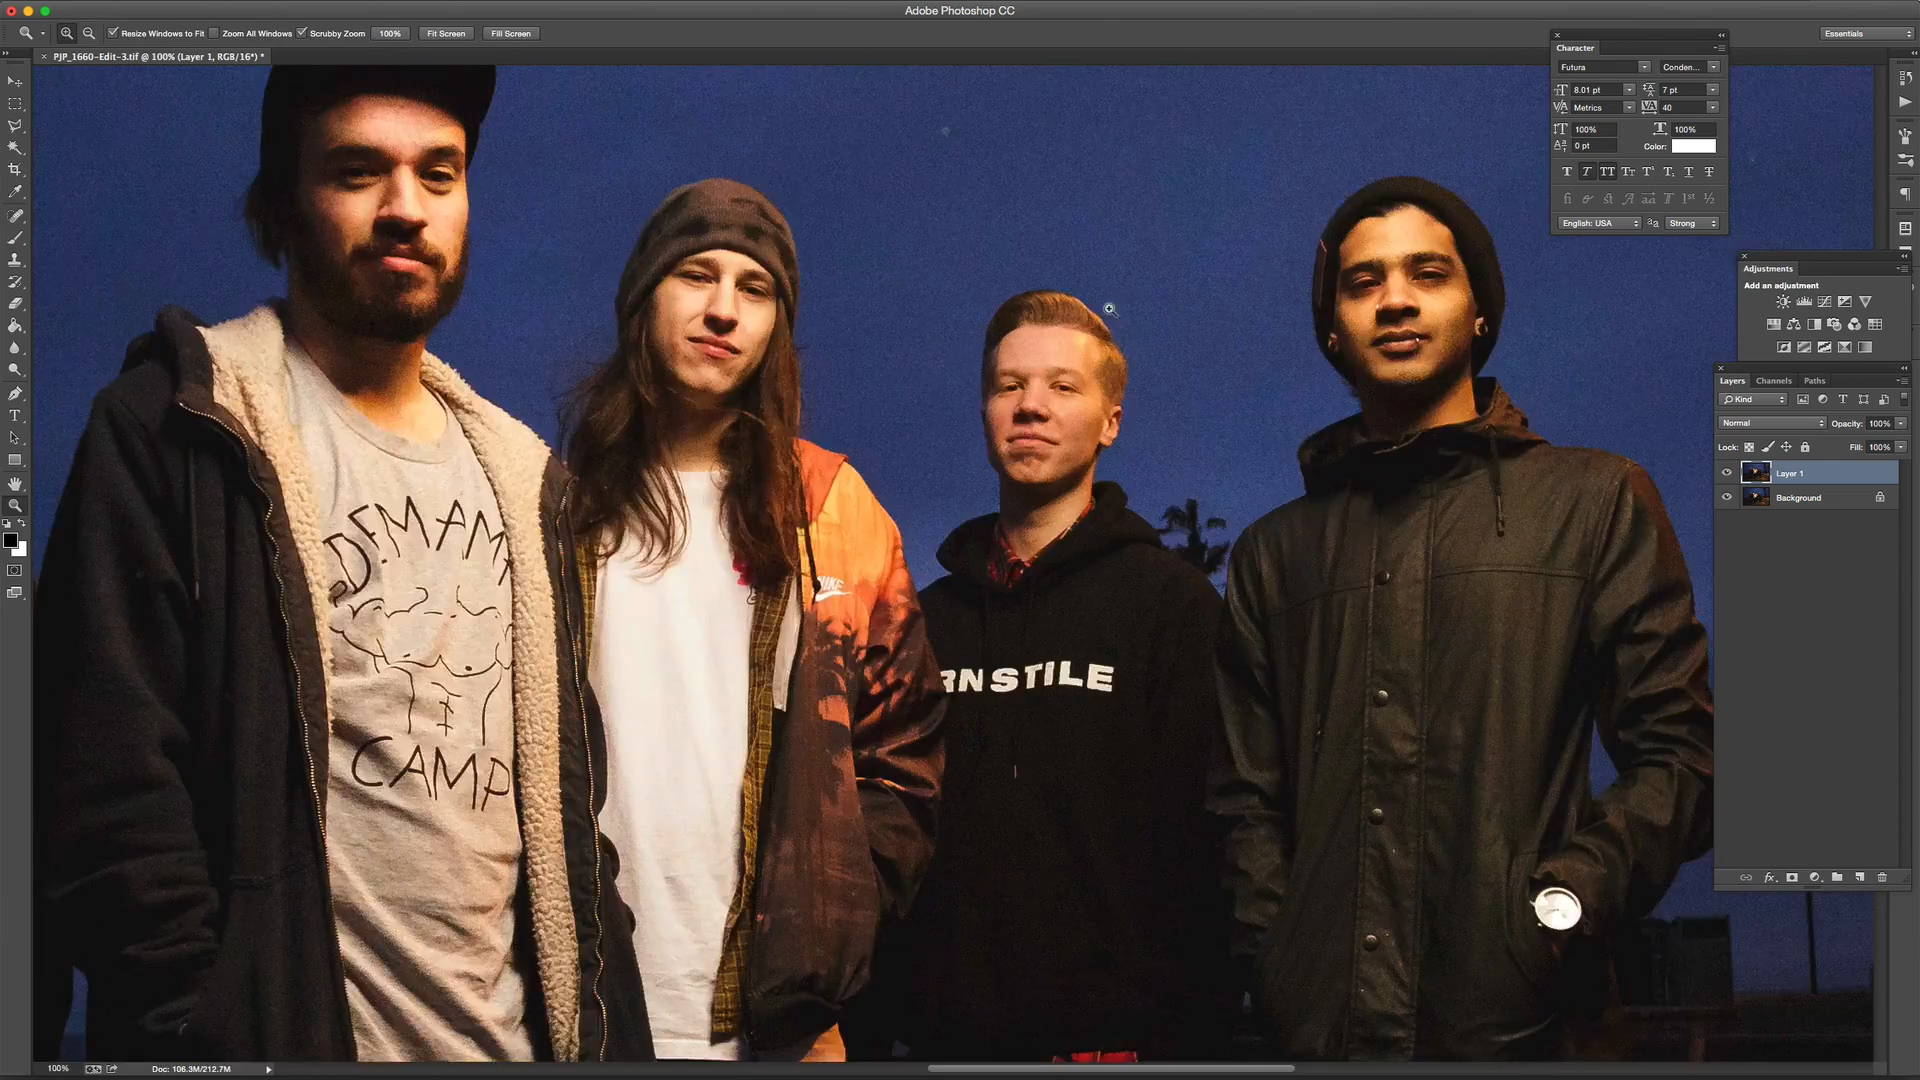 Adobe Photoshop CC
Resize Windows to Fit
Zoom All Windows
Scrubby Zoom
100%
Fit Screen
Fill Screen
Essentials
PJP_1660-Edit-3.tif @ 100% (Layer 1, RGB/16*) *
Character
Futura
Conden...
8.01 pt
7 pt
Metrics
40
100%
100%
0 pt
Color:
English: USA
Strong
Adjustments
Add an adjustment
Layers
Channels
Paths
Kind
Normal
Opacity: 100%
Lock:
Fill: 100%
Layer 1
Background
NIKE
RNSTILE
CAMP
100%
Doc: 106.3M/212.7M